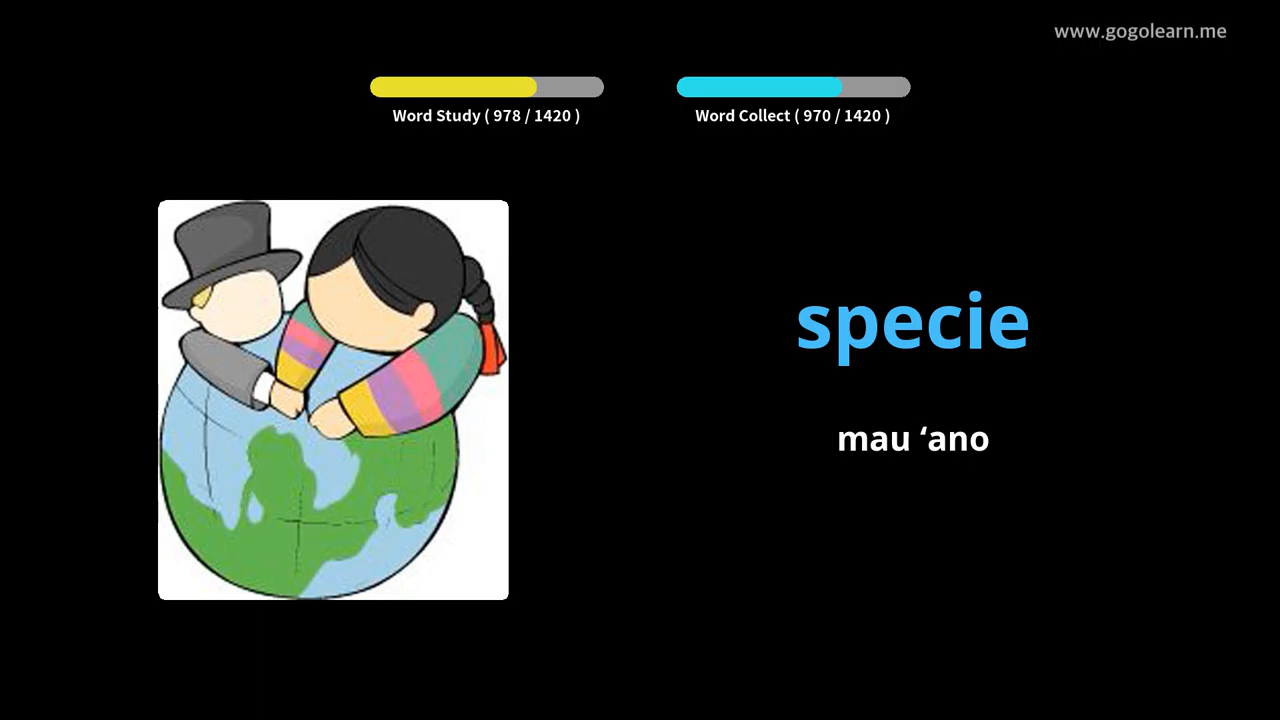 www.gogolearn.me
Word Study ( 978 / 1420 )
Word Collect ( 970 / 1420 )
specie
mau ‘ano